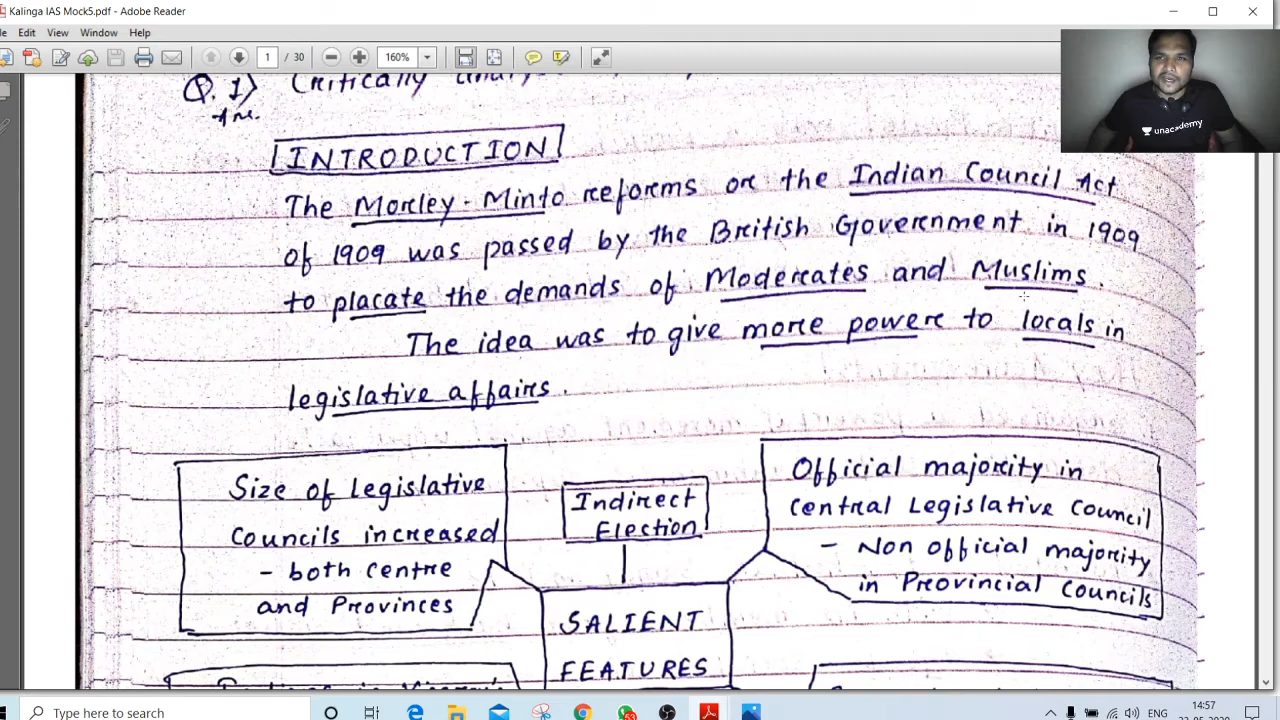 Kalinga IAS Mock5.pdf - Adobe Reader
Edit View Window Help
1 / 30 160%
unacademy
Q. 1) Critically
Ans.
INTRODUCTION
The Morley-Minto reforms or the Indian Council Act
of 1909 was passed by the British Government in 1909
to placate the demands of Moderates and Muslims.
The idea was to give more power to locals in
legislative affairs.
Size of Legislative
Councils increased
- both centre
and Provinces
Indirect
Election
Official majority in
central Legislative council
- Non official majority
in Provincial councils
SALIENT
FEATURES
Type here to search
ENG
14:57